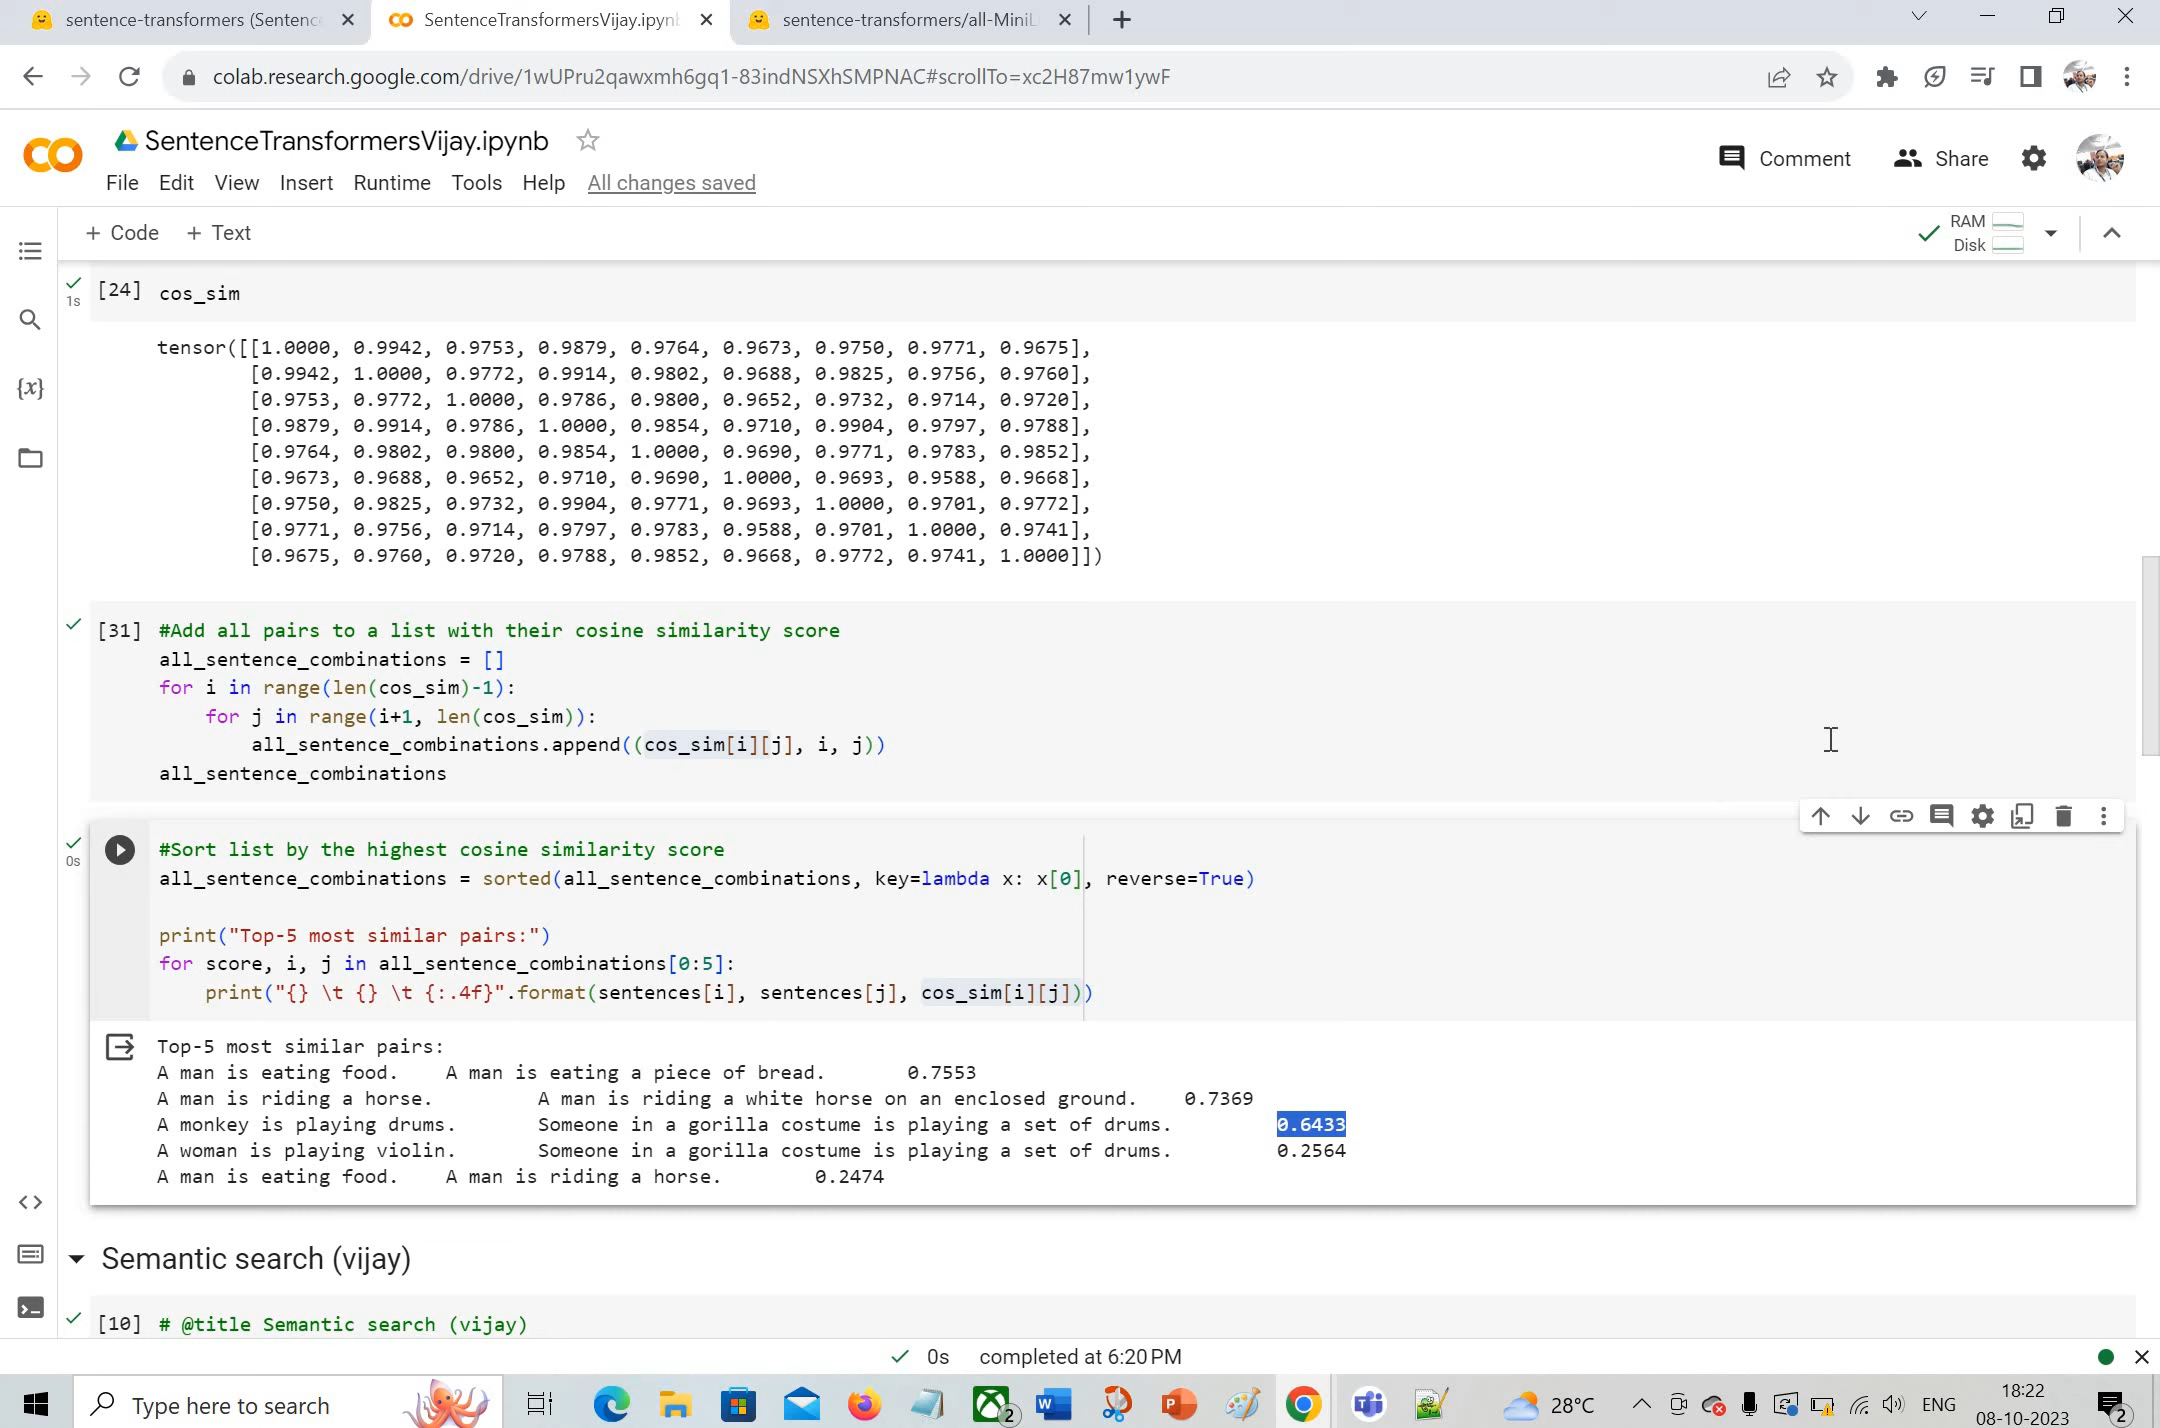 sentence-transformers (Sentenc
SentenceTransformersVijay.ipynb
sentence-transformers/all-MiniL
colab.research.google.com/drive/1wUPru2qawxmh6gq1-83indNSXhSMPNAC#scrollTo=xc2H87mw1ywF
SentenceTransformersVijay.ipynb
Comment
Share
File Edit View Insert Runtime Tools Help All changes saved
+ Code + Text
RAM
Disk
1s
[24] cos_sim
tensor([[1.0000, 0.9942, 0.9753, 0.9879, 0.9764, 0.9673, 0.9750, 0.9771, 0.9675],
[0.9942, 1.0000, 0.9772, 0.9914, 0.9802, 0.9688, 0.9825, 0.9756, 0.9760],
[0.9753, 0.9772, 1.0000, 0.9786, 0.9800, 0.9652, 0.9732, 0.9714, 0.9720],
[0.9879, 0.9914, 0.9786, 1.0000, 0.9854, 0.9710, 0.9904, 0.9797, 0.9788],
[0.9764, 0.9802, 0.9800, 0.9854, 1.0000, 0.9690, 0.9771, 0.9783, 0.9852],
[0.9673, 0.9688, 0.9652, 0.9710, 0.9690, 1.0000, 0.9693, 0.9588, 0.9668],
[0.9750, 0.9825, 0.9732, 0.9904, 0.9771, 0.9693, 1.0000, 0.9701, 0.9772],
[0.9771, 0.9756, 0.9714, 0.9797, 0.9783, 0.9588, 0.9701, 1.0000, 0.9741],
[0.9675, 0.9760, 0.9720, 0.9788, 0.9852, 0.9668, 0.9772, 0.9741, 1.0000]])
[31] #Add all pairs to a list with their cosine similarity score
all_sentence_combinations = []
for i in range(len(cos_sim)-1):
for j in range(i+1, len(cos_sim)):
all_sentence_combinations.append((cos_sim[i][j], i, j))
all_sentence_combinations
0s
#Sort list by the highest cosine similarity score
all_sentence_combinations = sorted(all_sentence_combinations, key=lambda x: x[0], reverse=True)
print("Top-5 most similar pairs:")
for score, i, j in all_sentence_combinations[0:5]:
print("{} \t {} \t {:.4f}".format(sentences[i], sentences[j], cos_sim[i][j]))
Top-5 most similar pairs:
A man is eating food. A man is eating a piece of bread. 0.7553
A man is riding a horse. A man is riding a white horse on an enclosed ground. 0.7369
A monkey is playing drums. Someone in a gorilla costume is playing a set of drums. 0.6433
A woman is playing violin. Someone in a gorilla costume is playing a set of drums. 0.2564
A man is eating food. A man is riding a horse. 0.2474
Semantic search (vijay)
[10] # @title Semantic search (vijay)
0s completed at 6:20 PM
Type here to search
2
28°C
ENG
18:22
08-10-2023
2